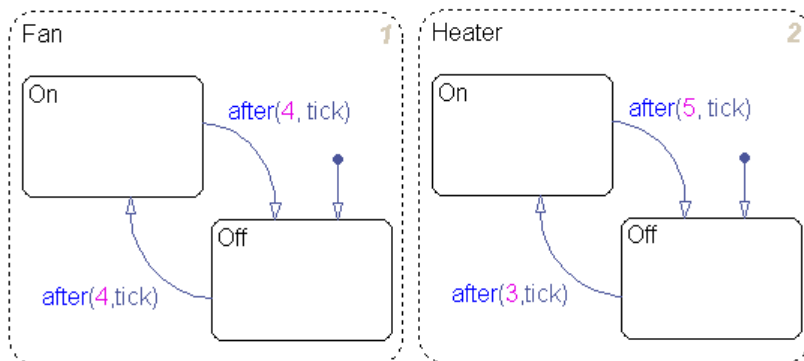 Fan
1
On
after(4, tick)
Off
after(4,tick)
Heater
2
On
after(5, tick)
Off
after(3,tick)